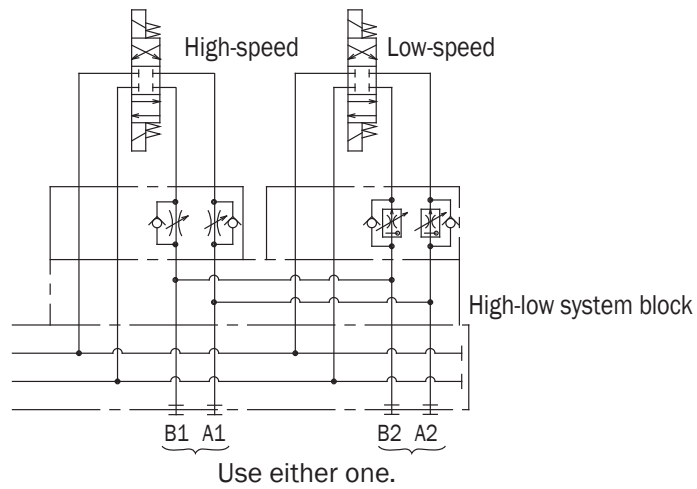 High-speed
Low-speed
High-low system block
B1 A1
B2 A2
Use either one.